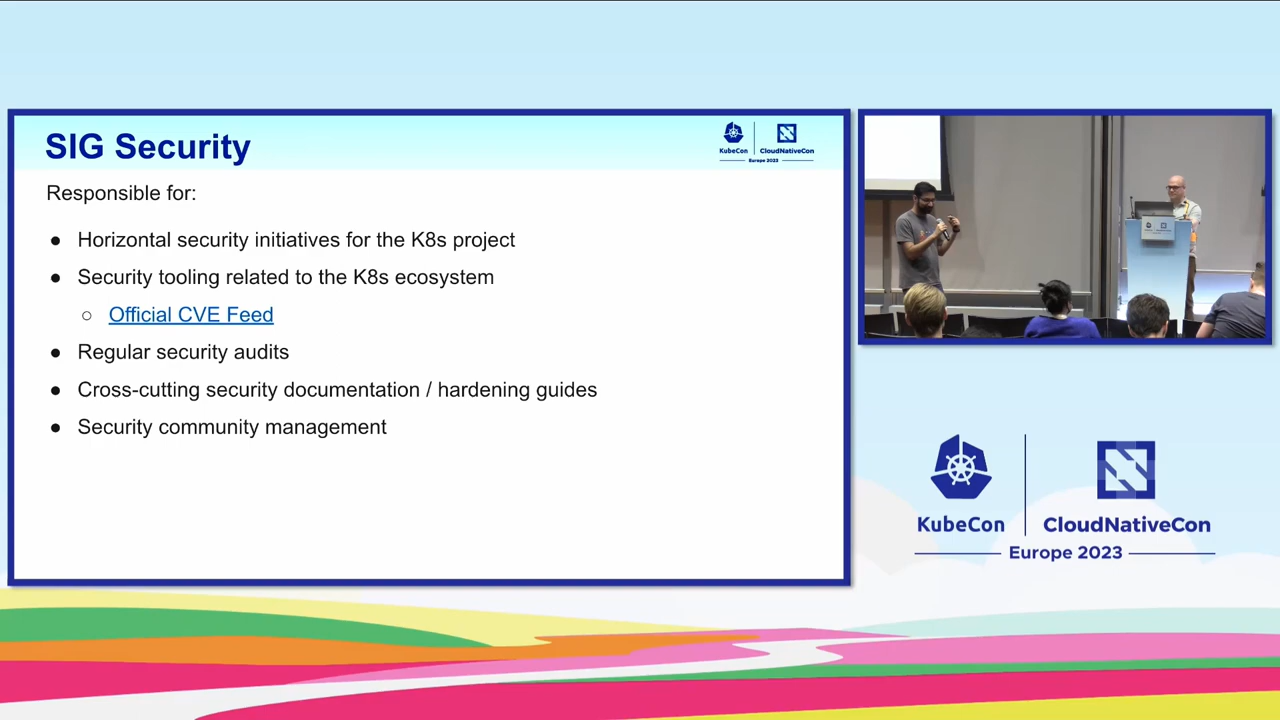 SIG Security
KubeCon
CloudNativeCon
Europe 2023
Responsible for:
● Horizontal security initiatives for the K8s project
● Security tooling related to the K8s ecosystem
○ Official CVE Feed
● Regular security audits
● Cross-cutting security documentation / hardening guides
● Security community management
KubeCon
CloudNativeCon
Europe 2023